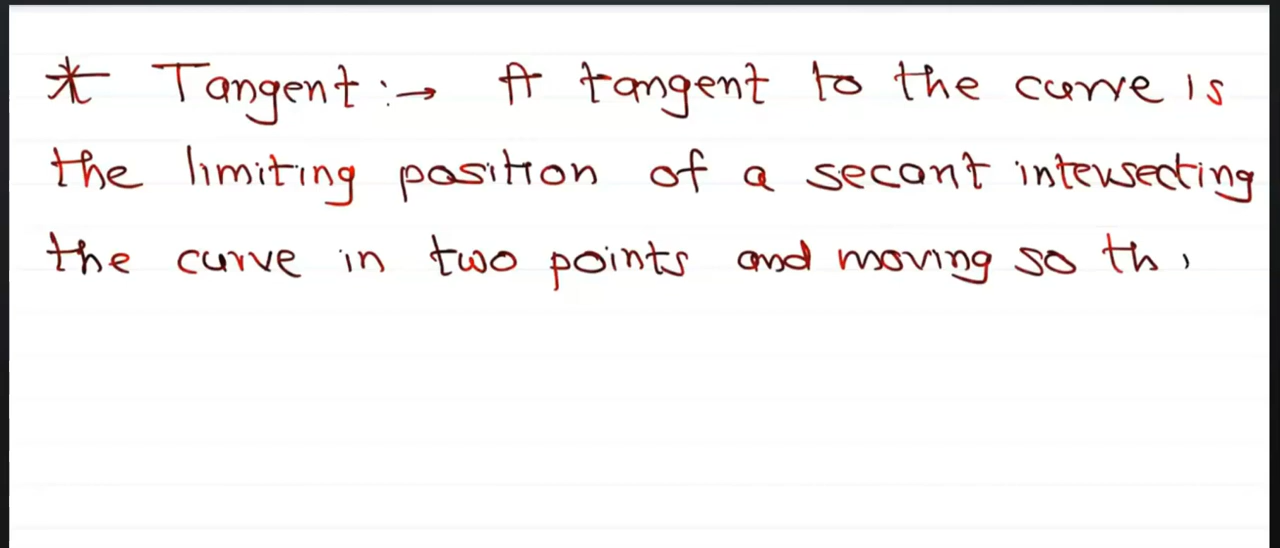 * Tangent :→ A tangent to the curve is
the limiting position of a secant intersecting
the curve in two points and moving so th